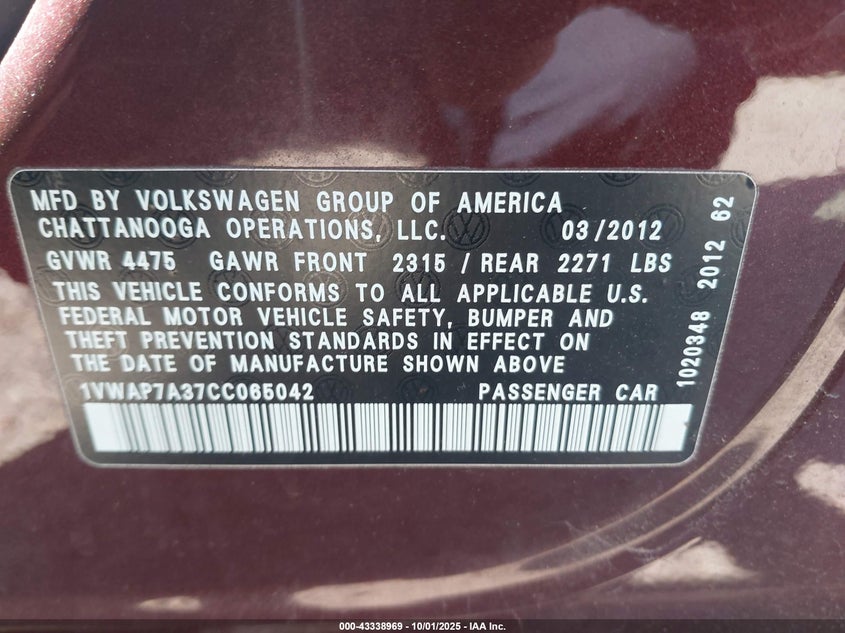 MFD BY VOLKSWAGEN GROUP OF AMERICA
CHATTANOOGA OPERATIONS, LLC. 03/2012
GVWR 4475 GAWR FRONT 2315 / REAR 2271 LBS
THIS VEHICLE CONFORMS TO ALL APPLICABLE U.S.
FEDERAL MOTOR VEHICLE SAFETY, BUMPER AND
THEFT PREVENTION STANDARDS IN EFFECT ON
THE DATE OF MANUFACTURE SHOWN ABOVE
1VWAP7A37CC065042 PASSENGER CAR
1020348 2012 62
000-43338969 - 10/01/2025 - IAA Inc.